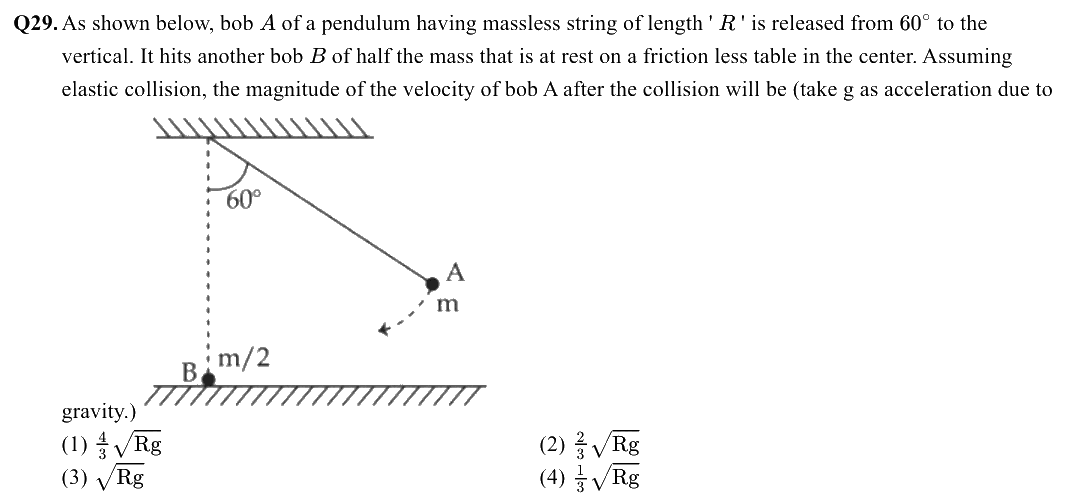 Q29. As shown below, bob A of a pendulum having massless string of length ' R ' is released from 60° to the
vertical. It hits another bob B of half the mass that is at rest on a friction less table in the center. Assuming
elastic collision, the magnitude of the velocity of bob A after the collision will be (take g as acceleration due to
60°
A
m
m/2
B
gravity.)
(1) 4/3 √Rg (2) 2/3 √Rg
(3) √Rg (4) 1/3 √Rg